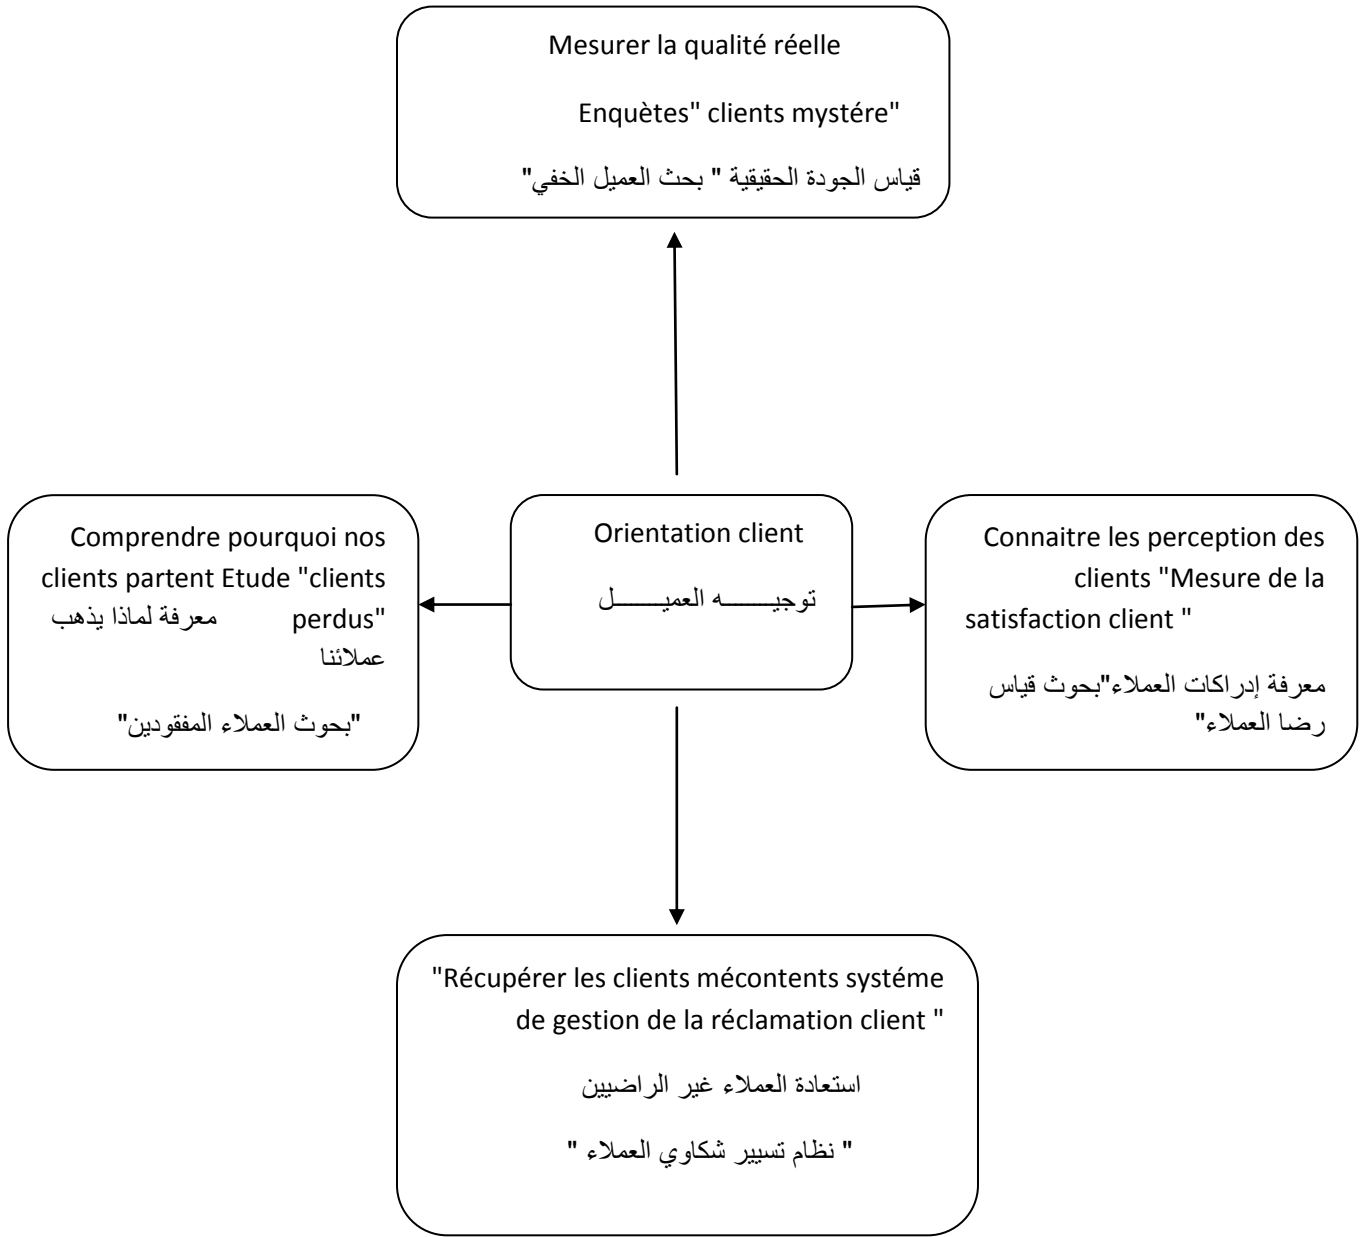 Mesurer la qualité réelle
Enquètes" clients mystére"
قياس الجودة الحقيقية " بحث العميل الخفي"
Comprendre pourquoi nos
clients partent Etude "clients
perdus" معرفة لماذا يذهب
عملائنا
"بحوث العملاء المفقودين"
Orientation client
توجيـــــــه العميـــــــل
Connaitre les perception des
clients "Mesure de la
satisfaction client "
معرفة إدراكات العملاء"بحوث قياس
رضا العملاء"
"Récupérer les clients mécontents systéme
de gestion de la réclamation client "
استعادة العملاء غير الراضيين
" نظام تسيير شكاوي العملاء "